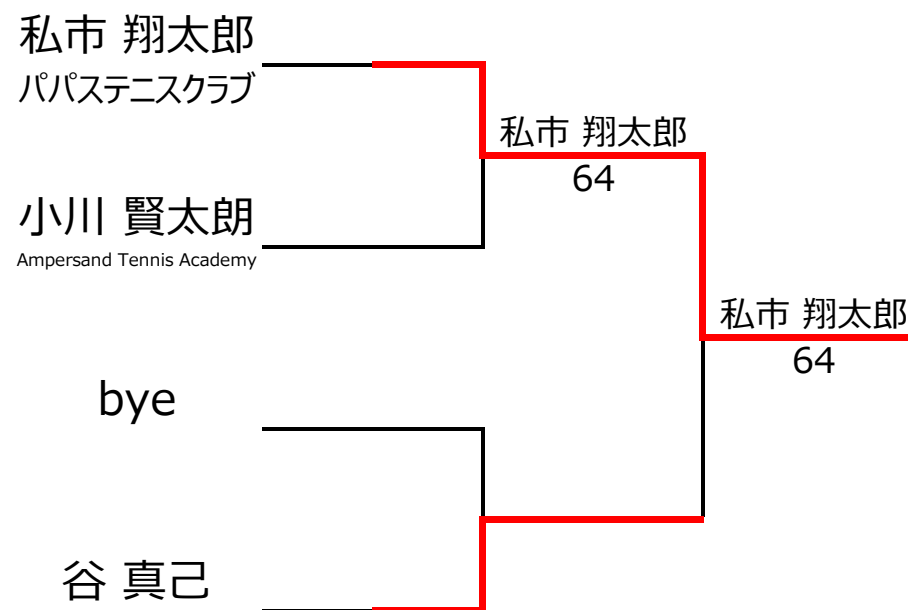 私市 翔太郎
パパステニスクラブ
私市 翔太郎
64
小川 賢太朗
Ampersand Tennis Academy
私市 翔太郎
64
bye
谷 真己